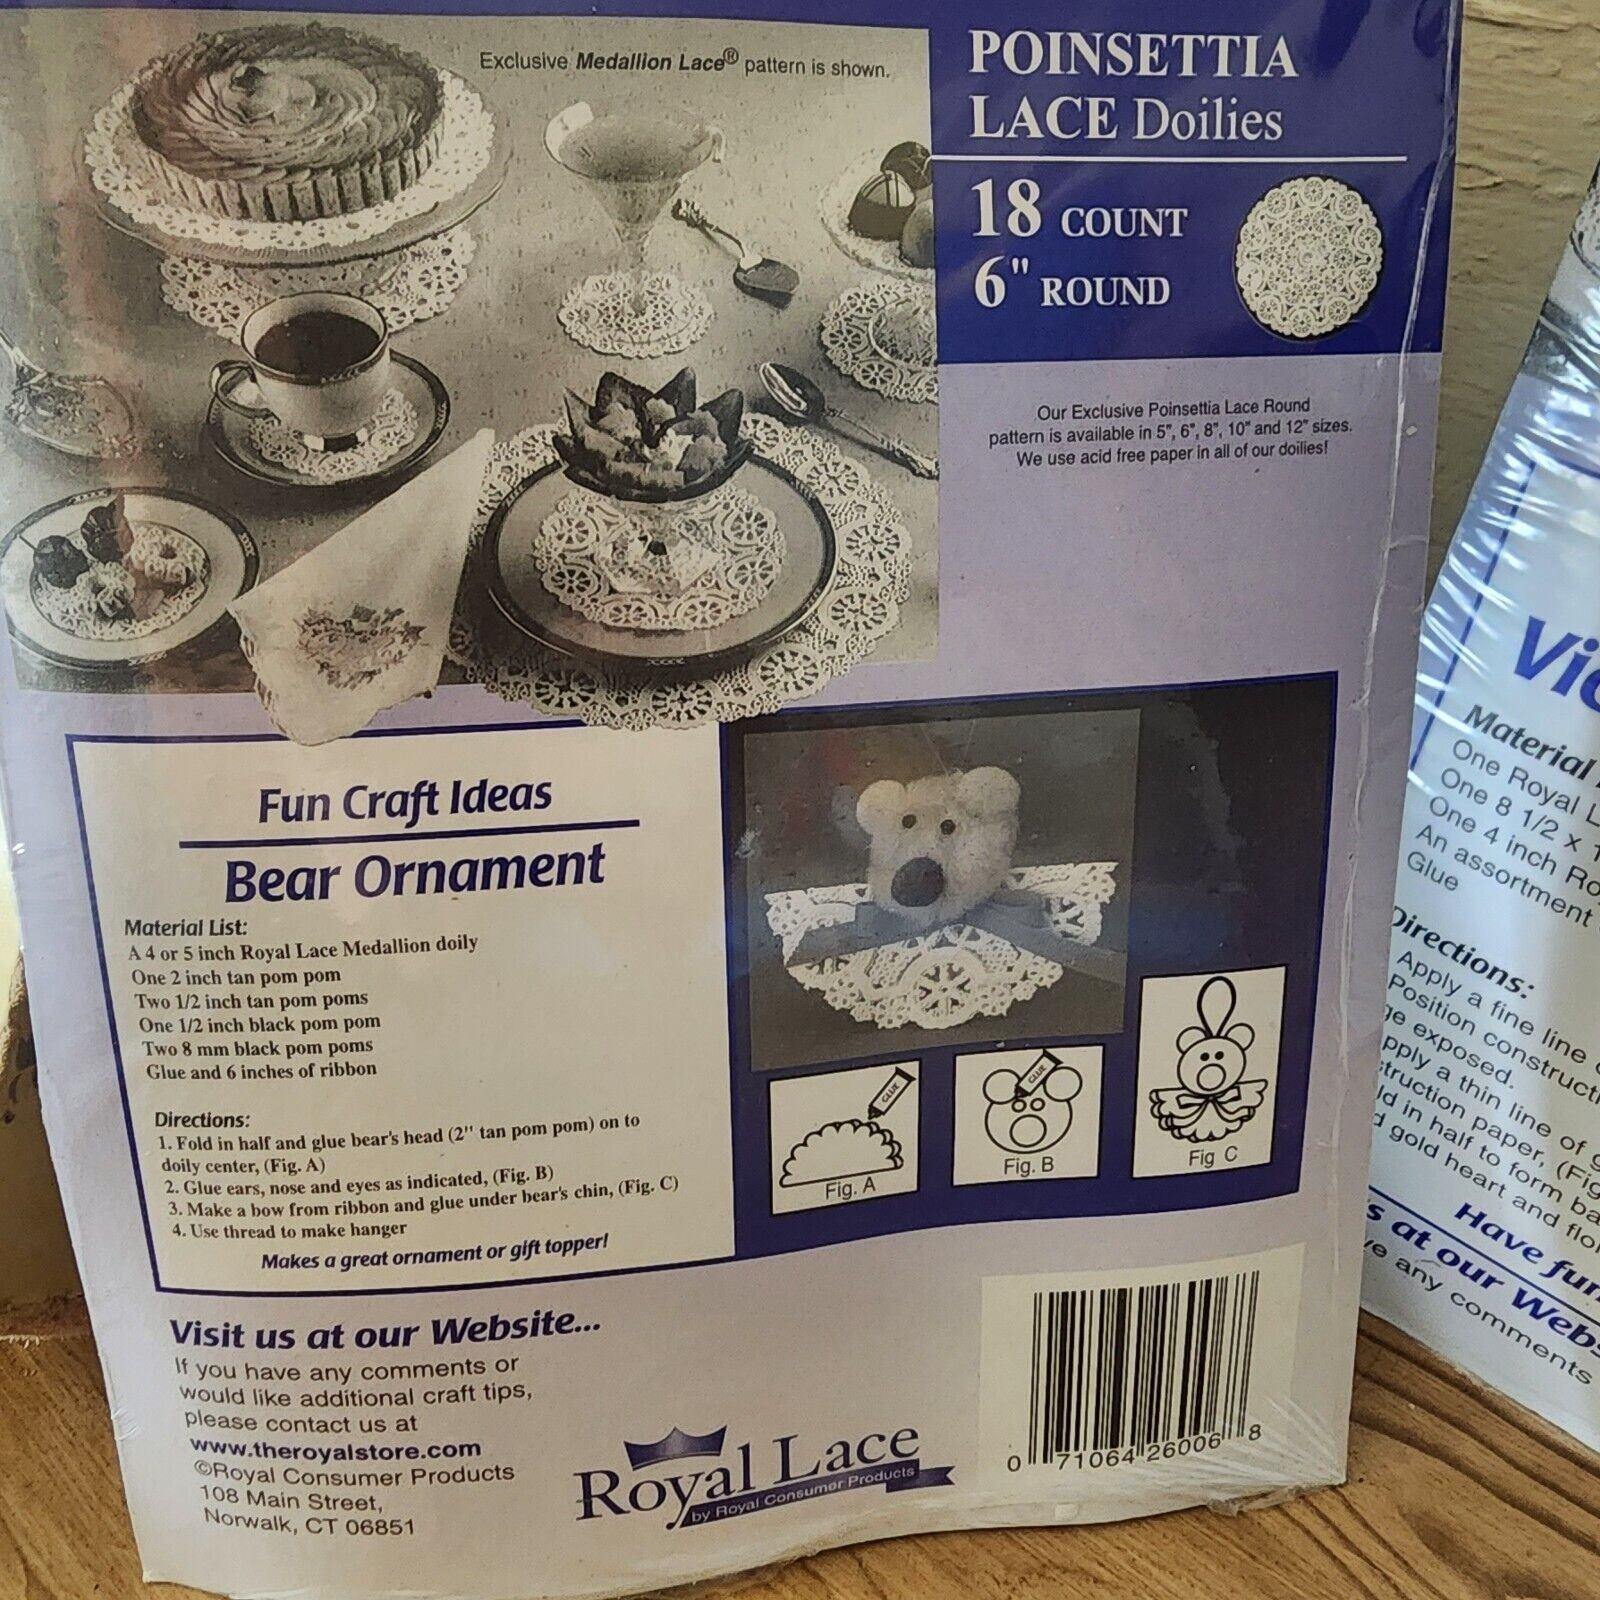 Exclusive Medallion Lace® pattern is shown.
POINSETTIA
LACE Doilies
18 COUNT
6" ROUND
Our Exclusive Poinsettia Lace Round
pattern is available in 5", 6", 8", 10" and 12" sizes.
We use acid free paper in all of our doilies!
Fun Craft Ideas
Bear Ornament
Material List:
A 4 or 5 inch Royal Lace Medallion doily
One 2 inch tan pom pom
Two 1/2 inch tan pom poms
One 1/2 inch black pom pom
Two 8 mm black pom poms
Glue and 6 inches of ribbon
Directions:
1. Fold in half and glue bear's head (2" tan pom pom) on to
doily center, (Fig. A)
2. Glue ears, nose and eyes as indicated, (Fig. B)
3. Make a bow from ribbon and glue under bear's chin, (Fig. C)
4. Use thread to make hanger
Makes a great ornament or gift topper!
GLUE
Fig. A
GLUE
Fig. B
Fig C
Visit us at our Website...
If you have any comments or
would like additional craft tips,
please contact us at
www.theroyalstore.com
©Royal Consumer Products
108 Main Street,
Norwalk, CT 06851
Royal Lace
by Royal Consumer Products
0 71064 26006 8
Material
One Royal
One 8 1/2 x
One 4 inch
An assortment
Glue
Directions:
Apply a fine line
Position
exposed.
a thin line of
paper,
in half to form
gold heart and
Have fun
at our
any comments